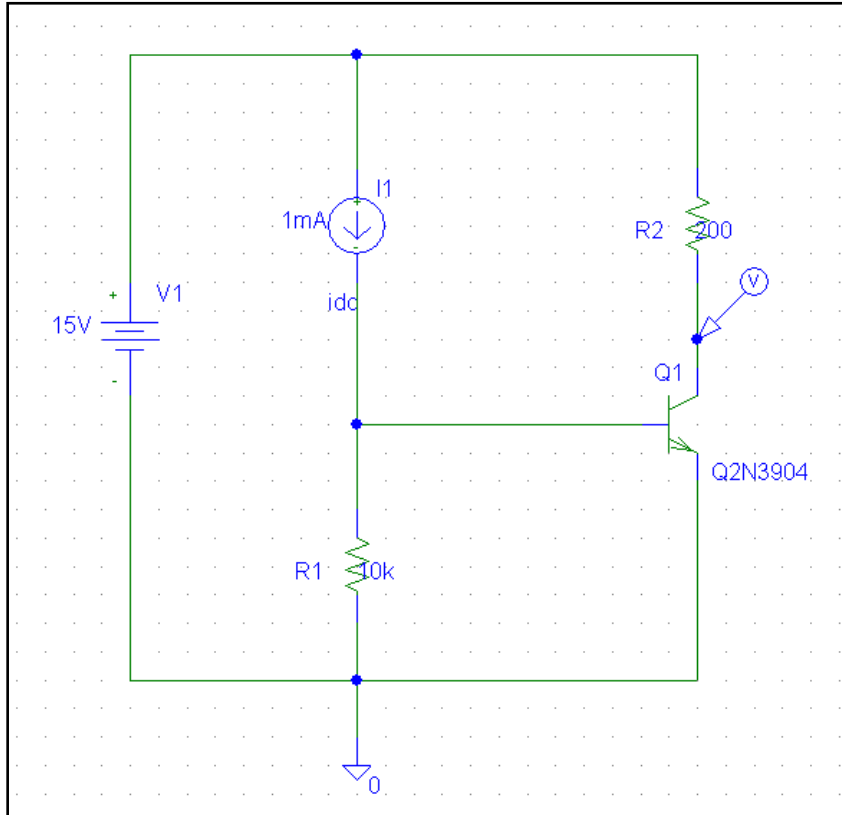 I1
1mA
+
-
R2 200
idc
V
+
V1
15V
-
Q1
Q2N3904
R1 10k
0